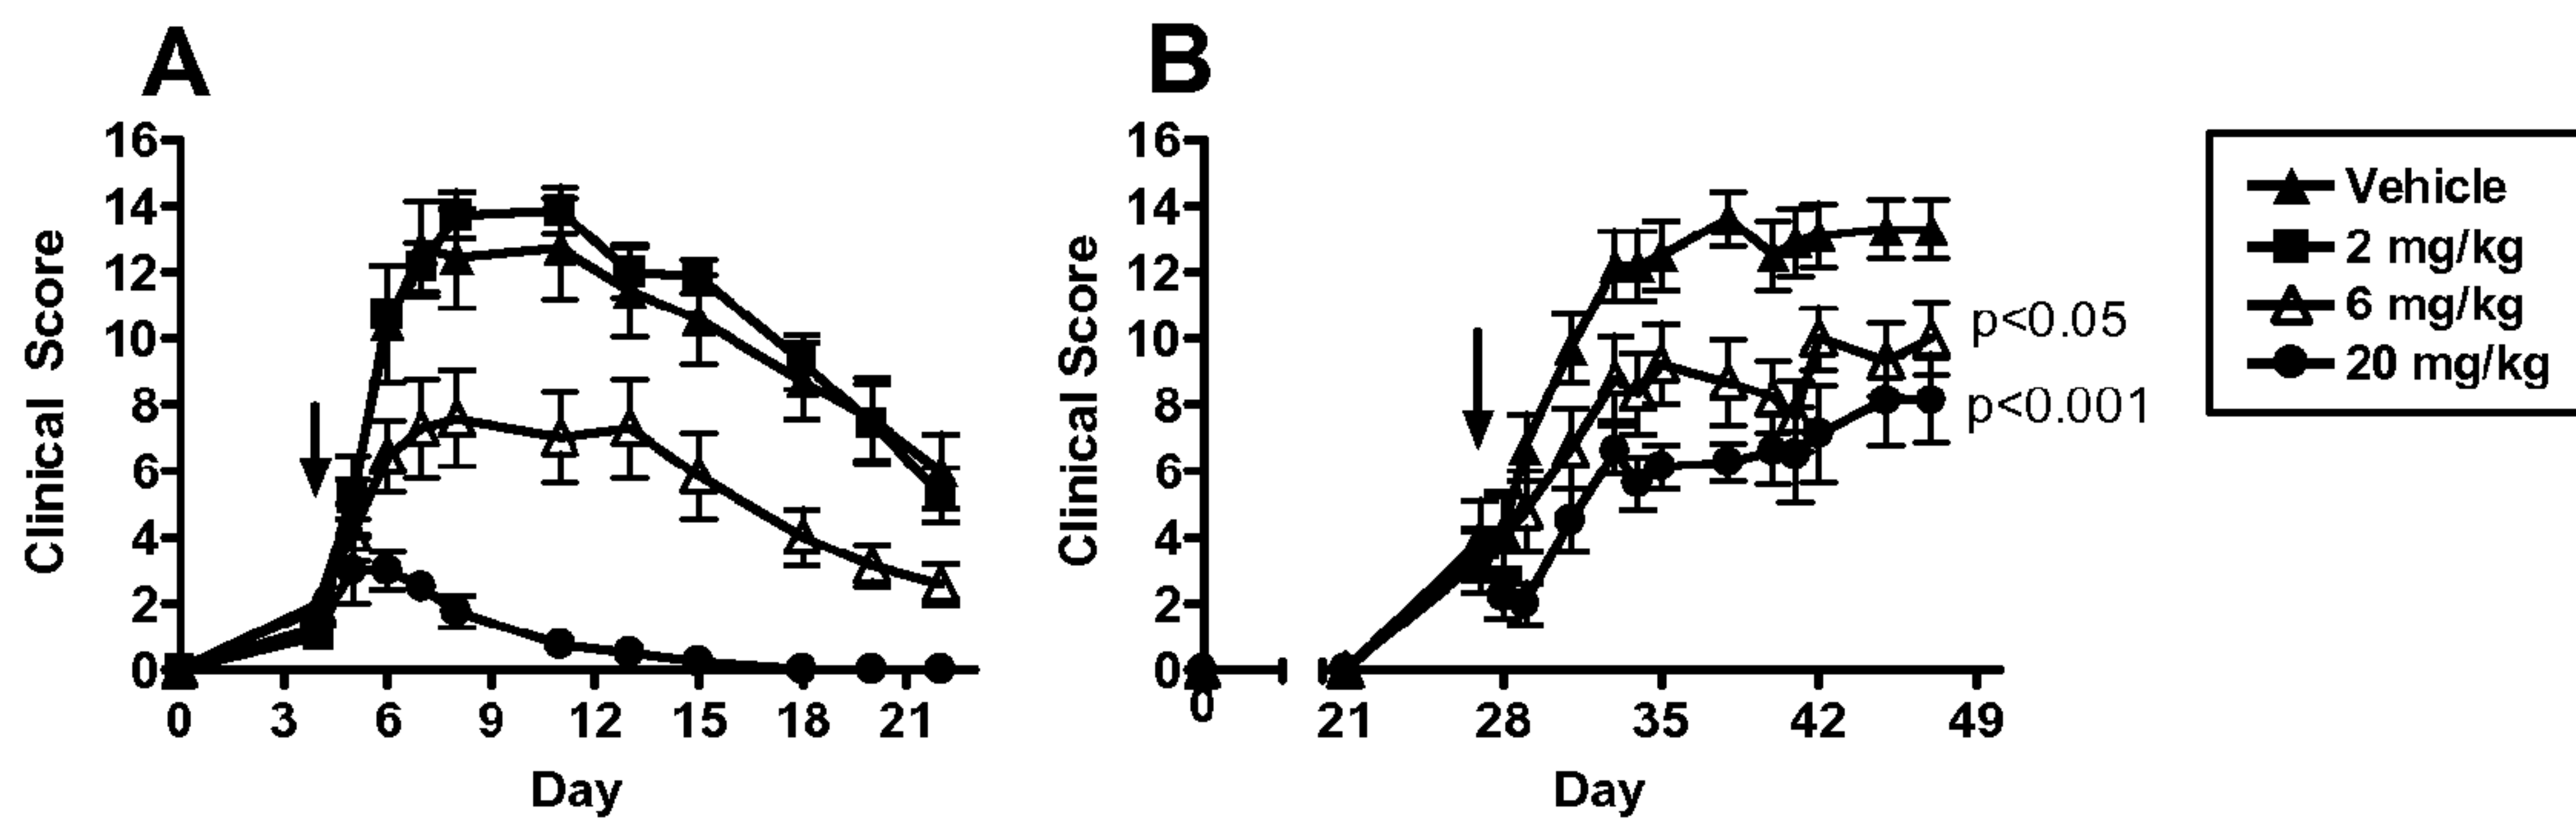 A
Clinical Score
16
14
12
10
8
6
4
2
0
0 3 6 9 12 15 18 21
Day
B
Clinical Score
16
14
12
10
8
6
4
2
0
0 21 28 35 42 49
Day
p<0.05
p<0.001
Vehicle
2 mg/kg
6 mg/kg
20 mg/kg